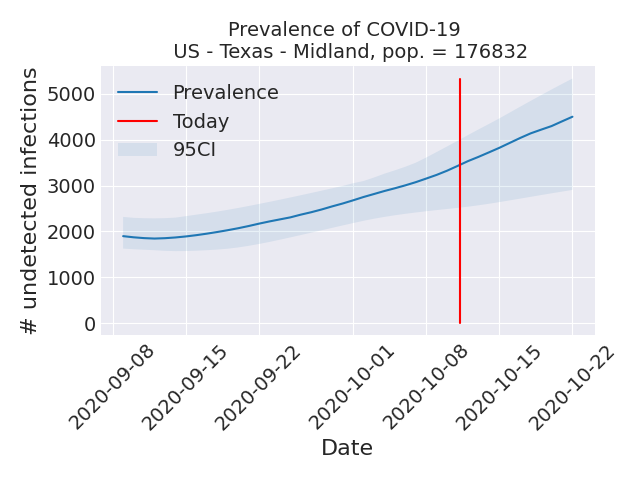 Prevalence of COVID-19
US - Texas - Midland, pop. = 176832
# undetected infections
5000
4000
3000
2000
1000
0
Prevalence
Today
95CI
2020-09-08
2020-09-15
2020-09-22
2020-10-01
2020-10-08
2020-10-15
2020-10-22
Date